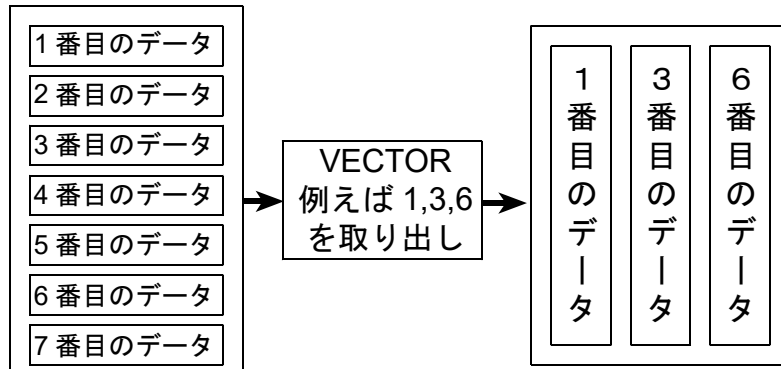 1 番目のデータ
2 番目のデータ
3 番目のデータ
4 番目のデータ
5 番目のデータ
6 番目のデータ
7 番目のデータ
VECTOR
例えば 1,3,6
を取り出し
1番目のデータ
3番目のデータ
6番目のデータ